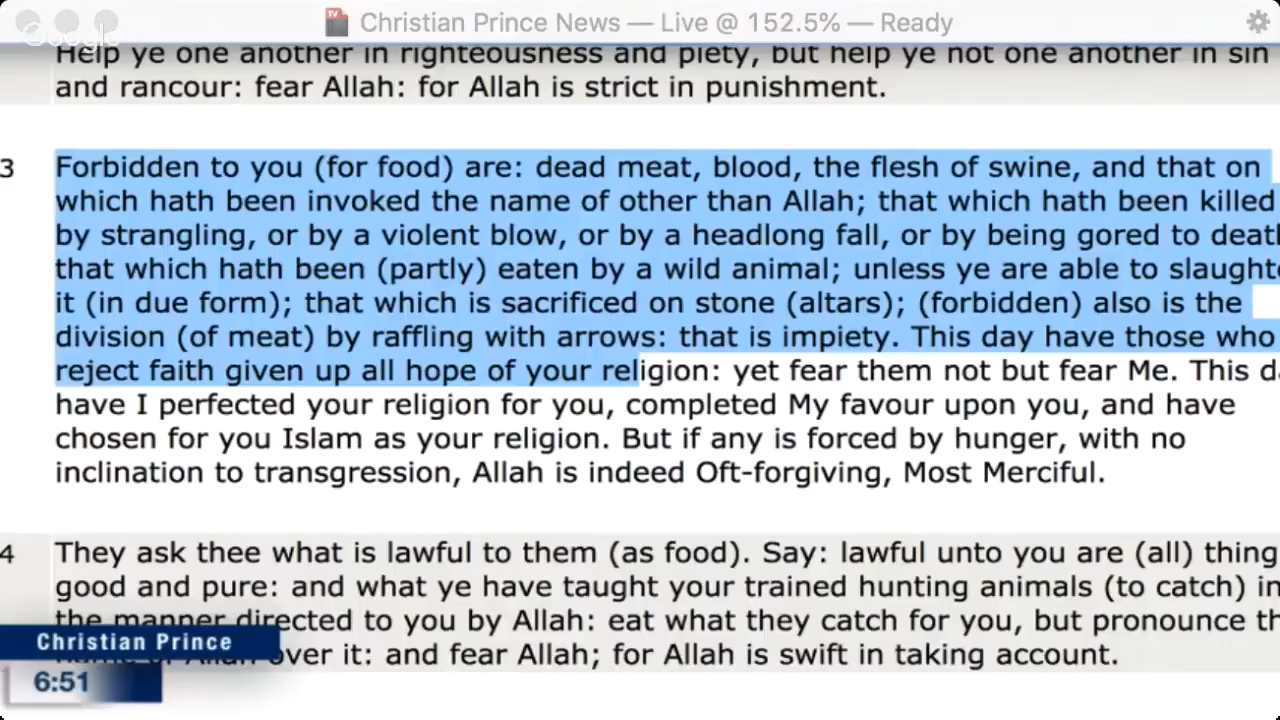 Christian Prince News — Live @ 152.5% — Ready
Google
Help ye one another in righteousness and piety, but help ye not one another in sin
and rancour: fear Allah: for Allah is strict in punishment.
3
Forbidden to you (for food) are: dead meat, blood, the flesh of swine, and that on
which hath been invoked the name of other than Allah; that which hath been killed
by strangling, or by a violent blow, or by a headlong fall, or by being gored to deat
that which hath been (partly) eaten by a wild animal; unless ye are able to slaught
it (in due form); that which is sacrificed on stone (altars); (forbidden) also is the
division (of meat) by raffling with arrows: that is impiety. This day have those who
reject faith given up all hope of your religion: yet fear them not but fear Me. This d
have I perfected your religion for you, completed My favour upon you, and have
chosen for you Islam as your religion. But if any is forced by hunger, with no
inclination to transgression, Allah is indeed Oft-forgiving, Most Merciful.
4
They ask thee what is lawful to them (as food). Say: lawful unto you are (all) thing
good and pure: and what ye have taught your trained hunting animals (to catch) in
the manner directed to you by Allah: eat what they catch for you, but pronounce th
over it: and fear Allah; for Allah is swift in taking account.
Christian Prince
6:51